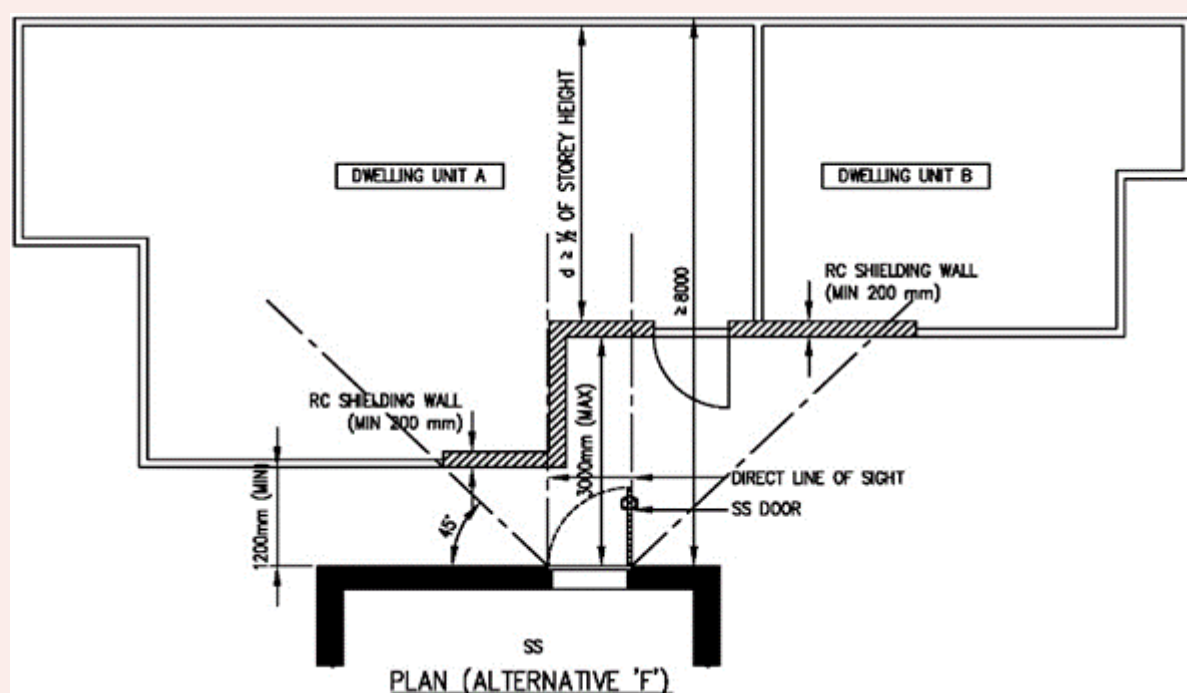 d ≥ ½ OF STOREY HEIGHT
≥8000
DWELLING UNIT A
DWELLING UNIT B
RC SHIELDING WALL
(MIN 200 mm)
RC SHIELDING WALL
(MIN 200 mm)
3000mm (MAX)
1200mm (MIN)
45°
DIRECT LINE OF SIGHT
SS DOOR
SS
PLAN (ALTERNATIVE 'F')